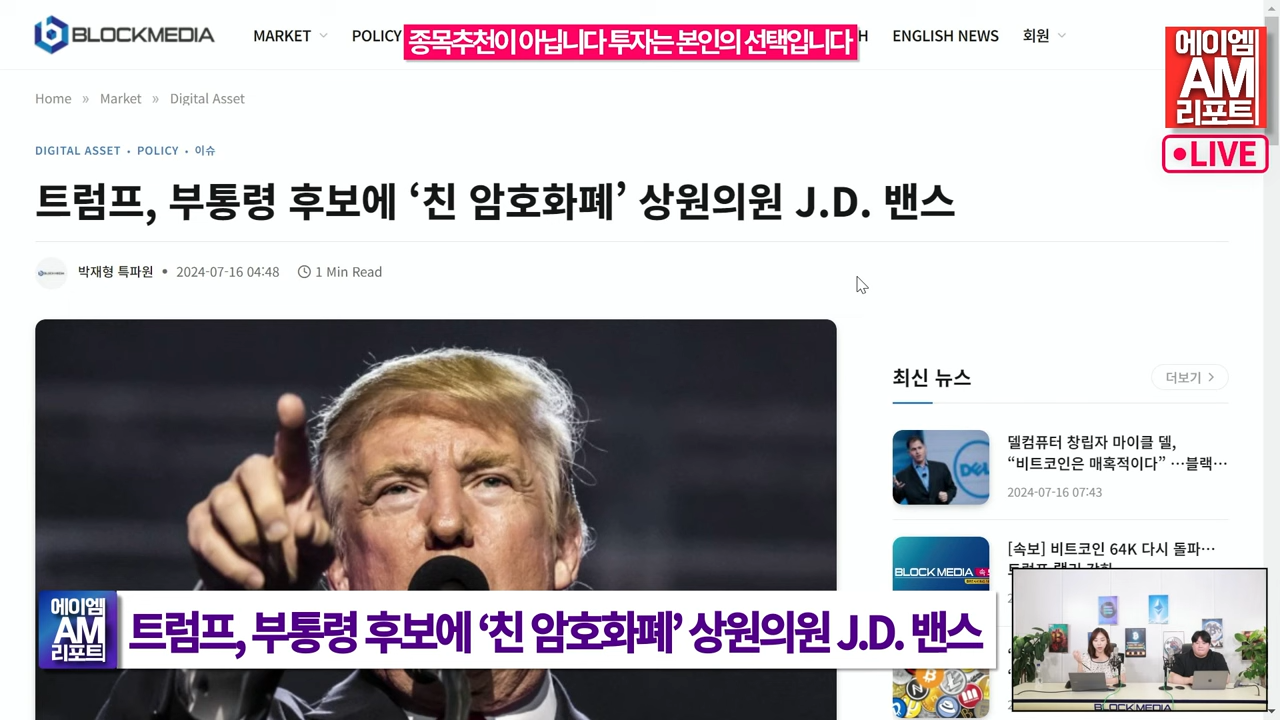 BLOCKMEDIA
MARKET
POLICY
종목추천이 아닙니다 투자는 본인의 선택입니다
H
ENGLISH NEWS
회원
에이엠
AM
리포트
LIVE
Home » Market » Digital Asset
DIGITAL ASSET • POLICY • 이슈
트럼프, 부통령 후보에 ‘친 암호화폐’ 상원의원 J.D. 밴스
박재형 특파원 • 2024-07-16 04:48 1 Min Read
최신 뉴스
더보기
델컴퓨터 창립자 마이클 델,
“비트코인은 매혹적이다” …블랙…
2024-07-16 07:43
DELL
[속보] 비트코인 64K 다시 돌파…
BLOCKMEDIA 속보
에이엠
AM
리포트
트럼프, 부통령 후보에 ‘친 암호화폐’ 상원의원 J.D. 밴스
BLOCKMEDIA